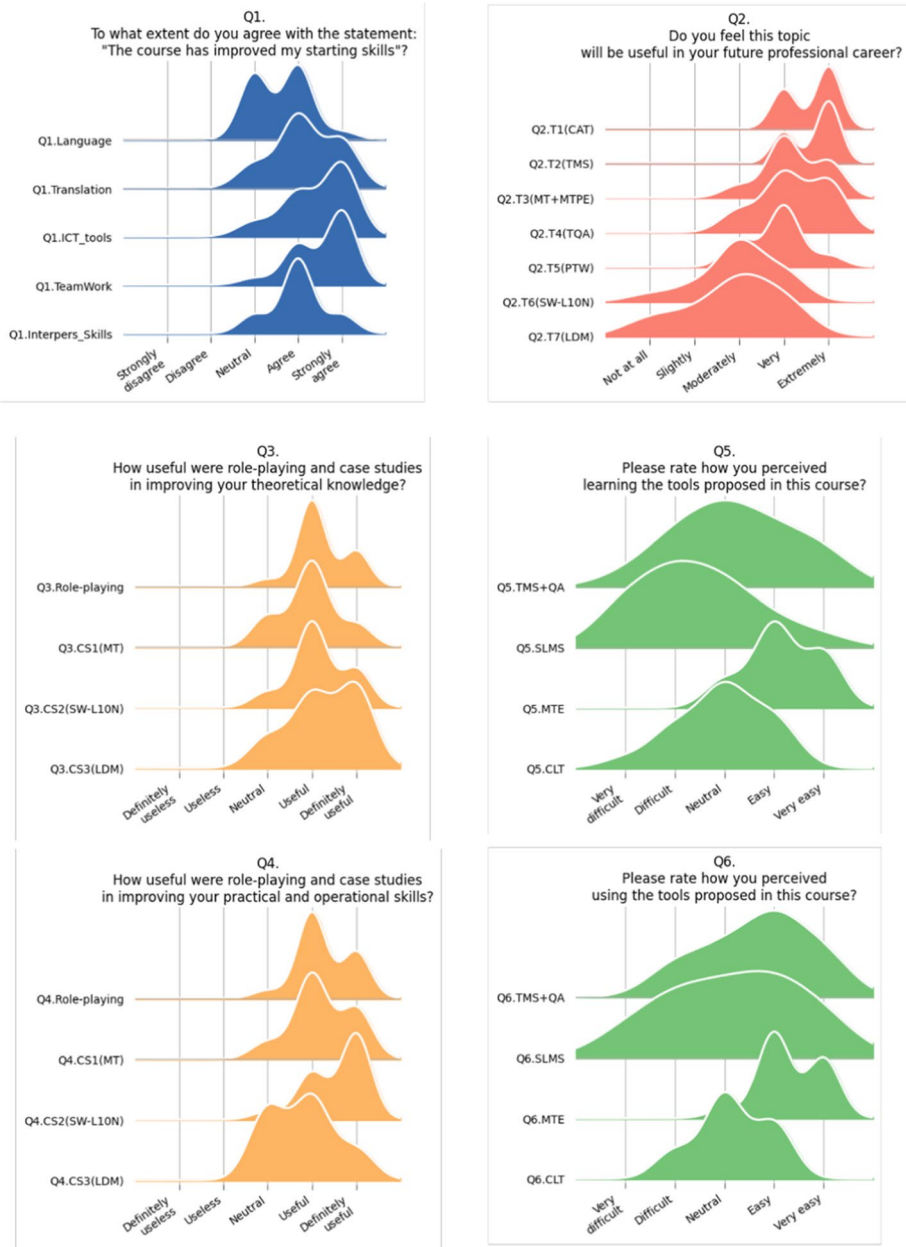 Q1.
To what extent do you agree with the statement:
"The course has improved my starting skills"?
Q1.Language
Q1.Translation
Q1.ICT_tools
Q1.TeamWork
Q1.Interpers_Skills
Strongly
disagree
Disagree
Neutral
Agree
Strongly
agree
Q2.
Do you feel this topic
will be useful in your future professional career?
Q2.T1(CAT)
Q2.T2(TMS)
Q2.T3(MT+MTPE)
Q2.T4(TQA)
Q2.T5(PTW)
Q2.T6(SW-L10N)
Q2.T7(LDM)
Not at all
Slightly
Moderately
Very
Extremely
Q3.
How useful were role-playing and case studies
in improving your theoretical knowledge?
Q3.Role-playing
Q3.CS1(MT)
Q3.CS2(SW-L10N)
Q3.CS3(LDM)
Definitely
useless
Useless
Neutral
Useful
Definitely
useful
Q5.
Please rate how you perceived
learning the tools proposed in this course?
Q5.TMS+QA
Q5.SLMS
Q5.MTE
Q5.CLT
Very
difficult
Difficult
Neutral
Easy
Very easy
Q4.
How useful were role-playing and case studies
in improving your practical and operational skills?
Q4.Role-playing
Q4.CS1(MT)
Q4.CS2(SW-L10N)
Q4.CS3(LDM)
Definitely
useless
Useless
Neutral
Useful
Definitely
useful
Q6.
Please rate how you perceived
using the tools proposed in this course?
Q6.TMS+QA
Q6.SLMS
Q6.MTE
Q6.CLT
Very
difficult
Difficult
Neutral
Easy
Very easy